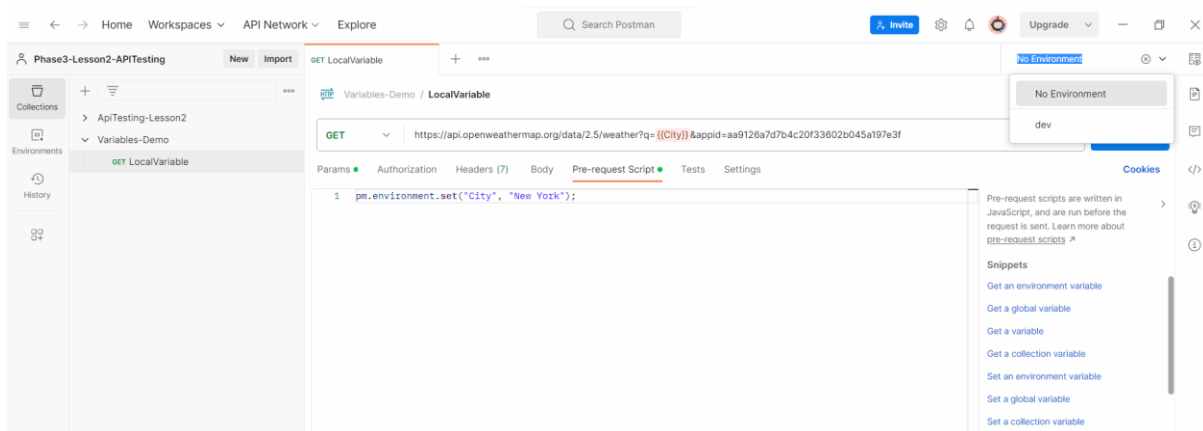 Home Workspaces API Network Explore Search Postman Invite Upgrade
Phase3-Lesson2-APITesting New Import GET LocalVariable No Environment
Collections
Environments
History
ApiTesting-Lesson2
Variables-Demo
GET LocalVariable
HTTP Variables-Demo / LocalVariable
No Environment
dev
GET https://api.openweathermap.org/data/2.5/weather?q={{City}}&appid=aa9126a7d7b4c20f33602b045a197e3f
Params Authorization Headers (7) Body Pre-request Script Tests Settings Cookies
1 pm.environment.set("City", "New York");
Pre-request scripts are written in
JavaScript, and are run before the
request is sent. Learn more about
pre-request scripts
Snippets
Get an environment variable
Get a global variable
Get a variable
Get a collection variable
Set an environment variable
Set a global variable
Set a collection variable